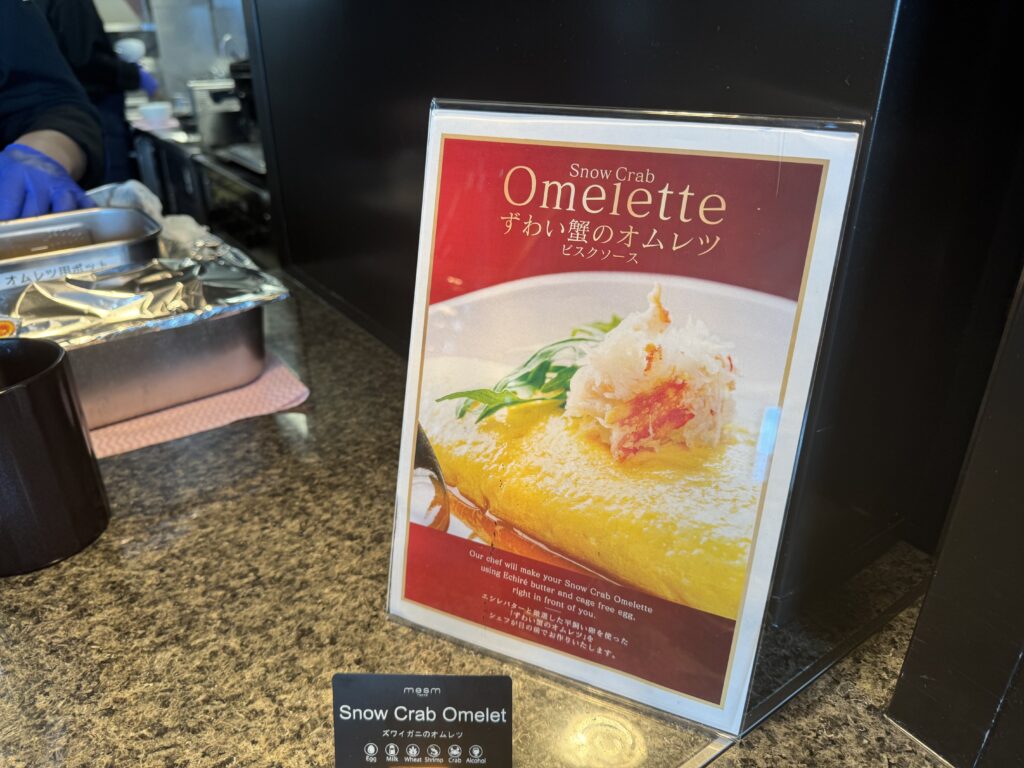 Snow Crab
Omelette
ずわい蟹のオムレツ
ビスクソース
Our chef will make your Snow Crab Omelette
using Echiré butter and cage free egg,
right in front of you.
エシレバターと厳選した平飼い卵を使った
「ずわい蟹のオムレツ」を
シェフが目の前でお作りいたします。
オムレツ用ポット
mesm
Snow Crab Omelet
ズワイガニのオムレツ
Egg Milk Wheat Shrimp Crab Alcohol